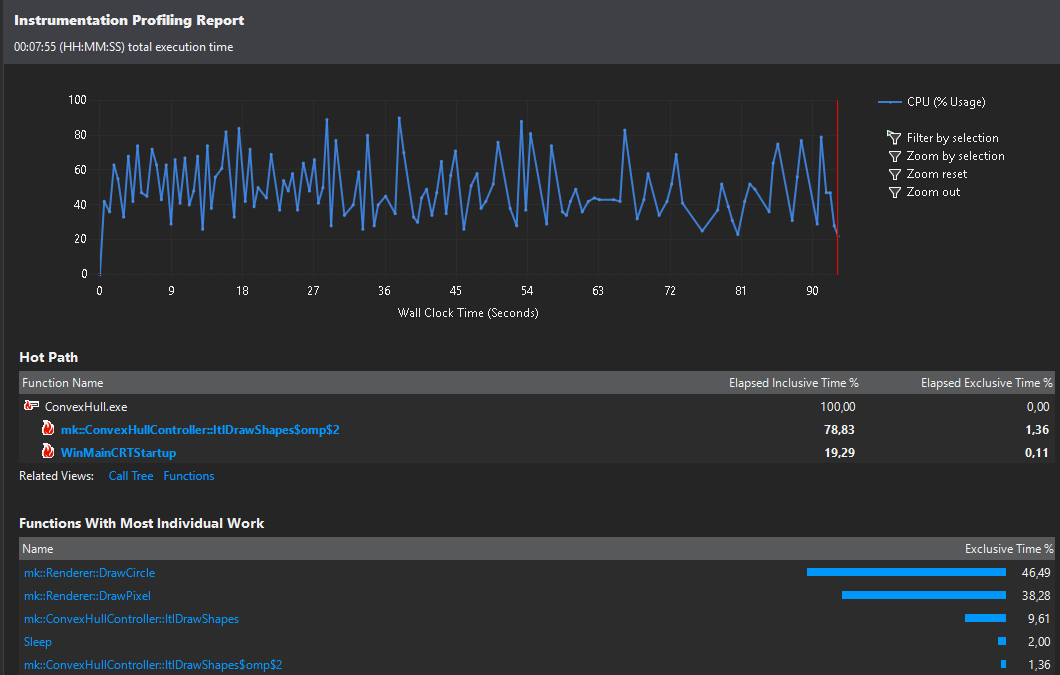 Instrumentation Profiling Report
00:07:55 (HH:MM:SS) total execution time
100
80
60
40
20
0
0 9 18 27 36 45 54 63 72 81 90
Wall Clock Time (Seconds)
CPU (% Usage)
Filter by selection
Zoom by selection
Zoom reset
Zoom out
Hot Path
Function Name Elapsed Inclusive Time % Elapsed Exclusive Time %
ConvexHull.exe 100,00 0,00
mk::ConvexHullController::ItlDrawShapes$omp$2 78,83 1,36
WinMainCRTStartup 19,29 0,11
Related Views: Call Tree Functions
Functions With Most Individual Work
Name Exclusive Time %
mk::Renderer::DrawCircle 46,49
mk::Renderer::DrawPixel 38,28
mk::ConvexHullController::ItlDrawShapes 9,61
Sleep 2,00
mk::ConvexHullController::ItlDrawShapes$omp$2 1,36